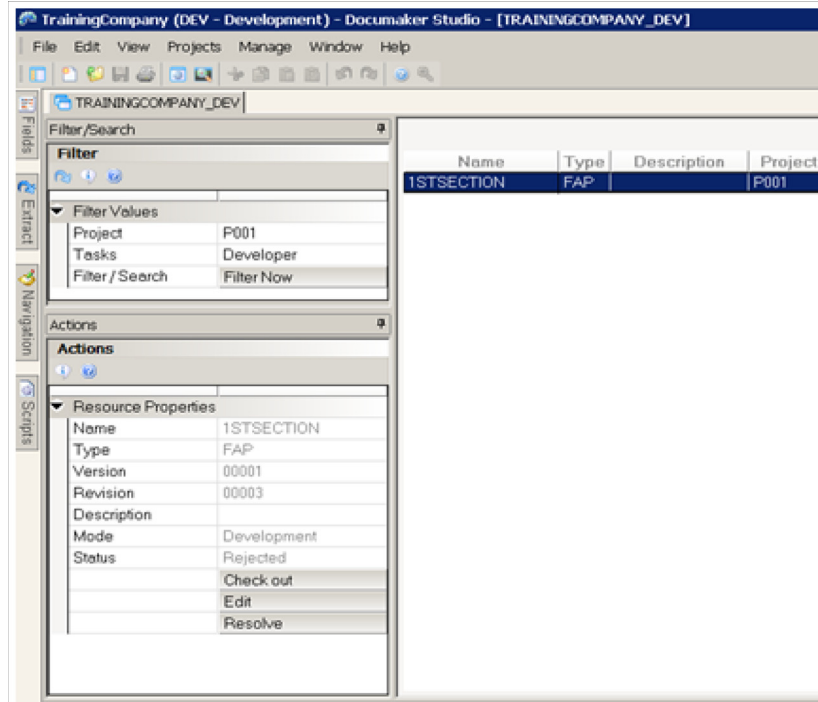 TrainingCompany (DEV - Development) - Documaker Studio - [TRAININGCOMPANY_DEV]
File Edit View Projects Manage Window Help
TRAININGCOMPANY_DEV
Fields
Extract
Navigation
Scripts
Filter/Search
Filter
Filter Values
Project P001
Tasks Developer
Filter / Search Filter Now
Actions
Actions
Resource Properties
Name 1STSECTION
Type FAP
Version 00001
Revision 00003
Description
Mode Development
Status Rejected
Check out
Edit
Resolve
Name Type Description Project
1STSECTION FAP P001